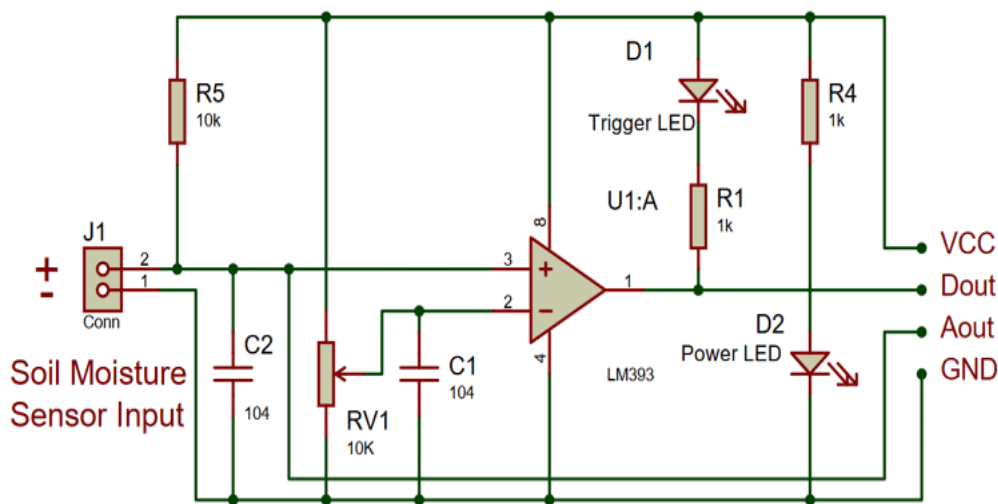 D1
R5
10k
R4
1k
Trigger LED
U1:A
R1
1k
8
J1
2
1
+
-
Conn
3
+
2
−
1
4
LM393
VCC
Dout
Aout
GND
D2
Power LED
C2
104
C1
104
RV1
10K
Soil Moisture
Sensor Input